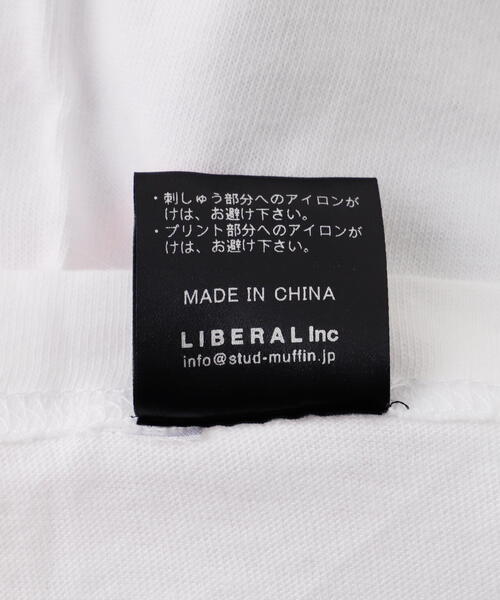 ・刺しゅう部分へのアイロンが
けは、お避け下さい。
・プリント部分へのアイロンが
けは、お避け下さい。
MADE IN CHINA
LIBERAL Inc
info@stud-muffin.jp